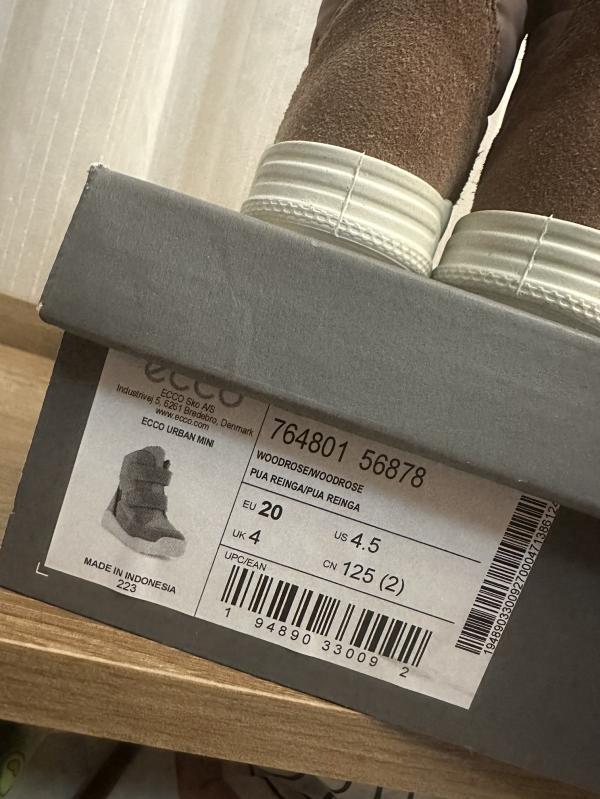 ecco
ECCO Sko A/S
Industrivej 5, 6261 Bredebro, Denmark
www.ecco.com
ECCO URBAN MINI
MADE IN INDONESIA
223
764801 56878
WOODROSE/WOODROSE
PUA REINGA/PUA REINGA
EU 20
UK 4
US 4.5
CN 125 (2)
UPC/EAN
1 94890 33009 2